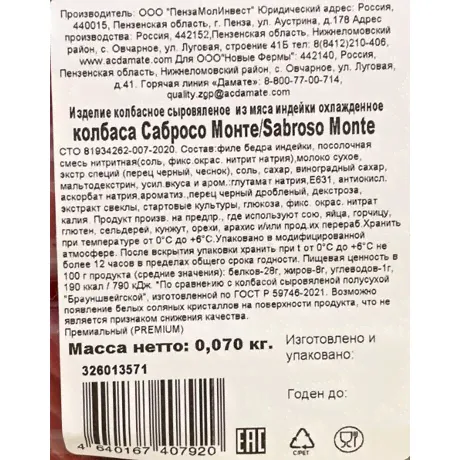 Производитель: ООО "ПензаМолИнвест" Юридический адрес: Россия,
440015, Пензенская область, г. Пенза, ул. Аустрина, д.178 Адрес
производства: Россия, 442152,Пензенская область, Нижнеломовский
район, с. Овчарное, ул. Луговая, строение 41Б тел: 8(8412)210-406,
www.acdamate.com Для ООО"Новые Фермы": 442140, Россия,
Пензенская область, Нижнеломовский район, с. Овчарное, ул. Луговая,
д.41. Горячая линия «Дамате»: 8-800-77-00-714,
quality.zgp@acdamate.com
Изделие колбасное сыровяленое из мяса индейки охлажденное
колбаса Сабросо Монте/Sabroso Monte
СТО 81934262-007-2020. Состав:филе бедра индейки, посолочная
смесь нитритная(соль, фикс.окрас. нитрит натрия),молоко сухое,
экстр специй (перец черный, чеснок), соль, сахар, виноградный сахар,
мальтодекстрин, усил.вкуса и аром.:глутамат натрия, Е631, антиокисл.
аскорбат натрия,ароматиз.,перец черный дробленый, декстроза,
экстракт свеклы, стартовые культуры, глюкоза, фикс. окрас. нитрат
калия. Продукт произв. на предпр., где используют сою, яйца, горчицу,
глютен, сельдерей, кунжут, орехи, арахис и/или прод.их перераб.Хранить
при температуре от 0°С до +6°С.Упаковано в модифицированной
атмосфере. После вскрытия упаковки хранить при t от 0°С до +6°С не
более 12 часов в пределах общего срока годности. Пищевая ценность в
100 г продукта (средние значения): белков-28г, жиров-8г, углеводов-1г,
190 ккал / 790 кДж. "По сравнению с колбасой сыровяленой полусухой
"Брауншвейгской", изготовленной по ГОСТ Р 59746-2021. Возможно
появление белых соляных кристаллов на поверхности продукта, что не
является признаком снижения качества.
Премиальный (PREMIUM)
Масса нетто: 0,070 кг.
Изготовлено и
упаковано:
326013571
Годен до:
4 640167 407920
EAC
C/PET